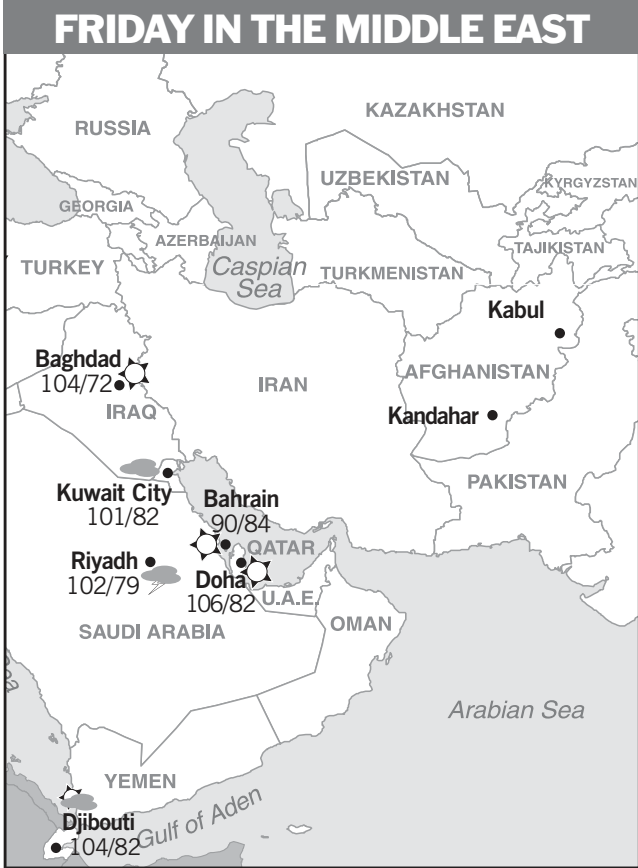 FRIDAY IN THE MIDDLE EAST
KAZAKHSTAN
RUSSIA
UZBEKISTAN
KYRGYZSTAN
GEORGIA
AZERBAIJAN
TAJIKISTAN
TURKEY
Caspian
Sea
TURKMENISTAN
Kabul
Baghdad
104/72
IRAN
AFGHANISTAN
IRAQ
Kandahar
PAKISTAN
Kuwait City
101/82
Bahrain
90/84
QATAR
Riyadh
102/79
Doha
106/82
U.A.E.
OMAN
SAUDI ARABIA
Arabian Sea
YEMEN
Gulf of Aden
Djibouti
104/82